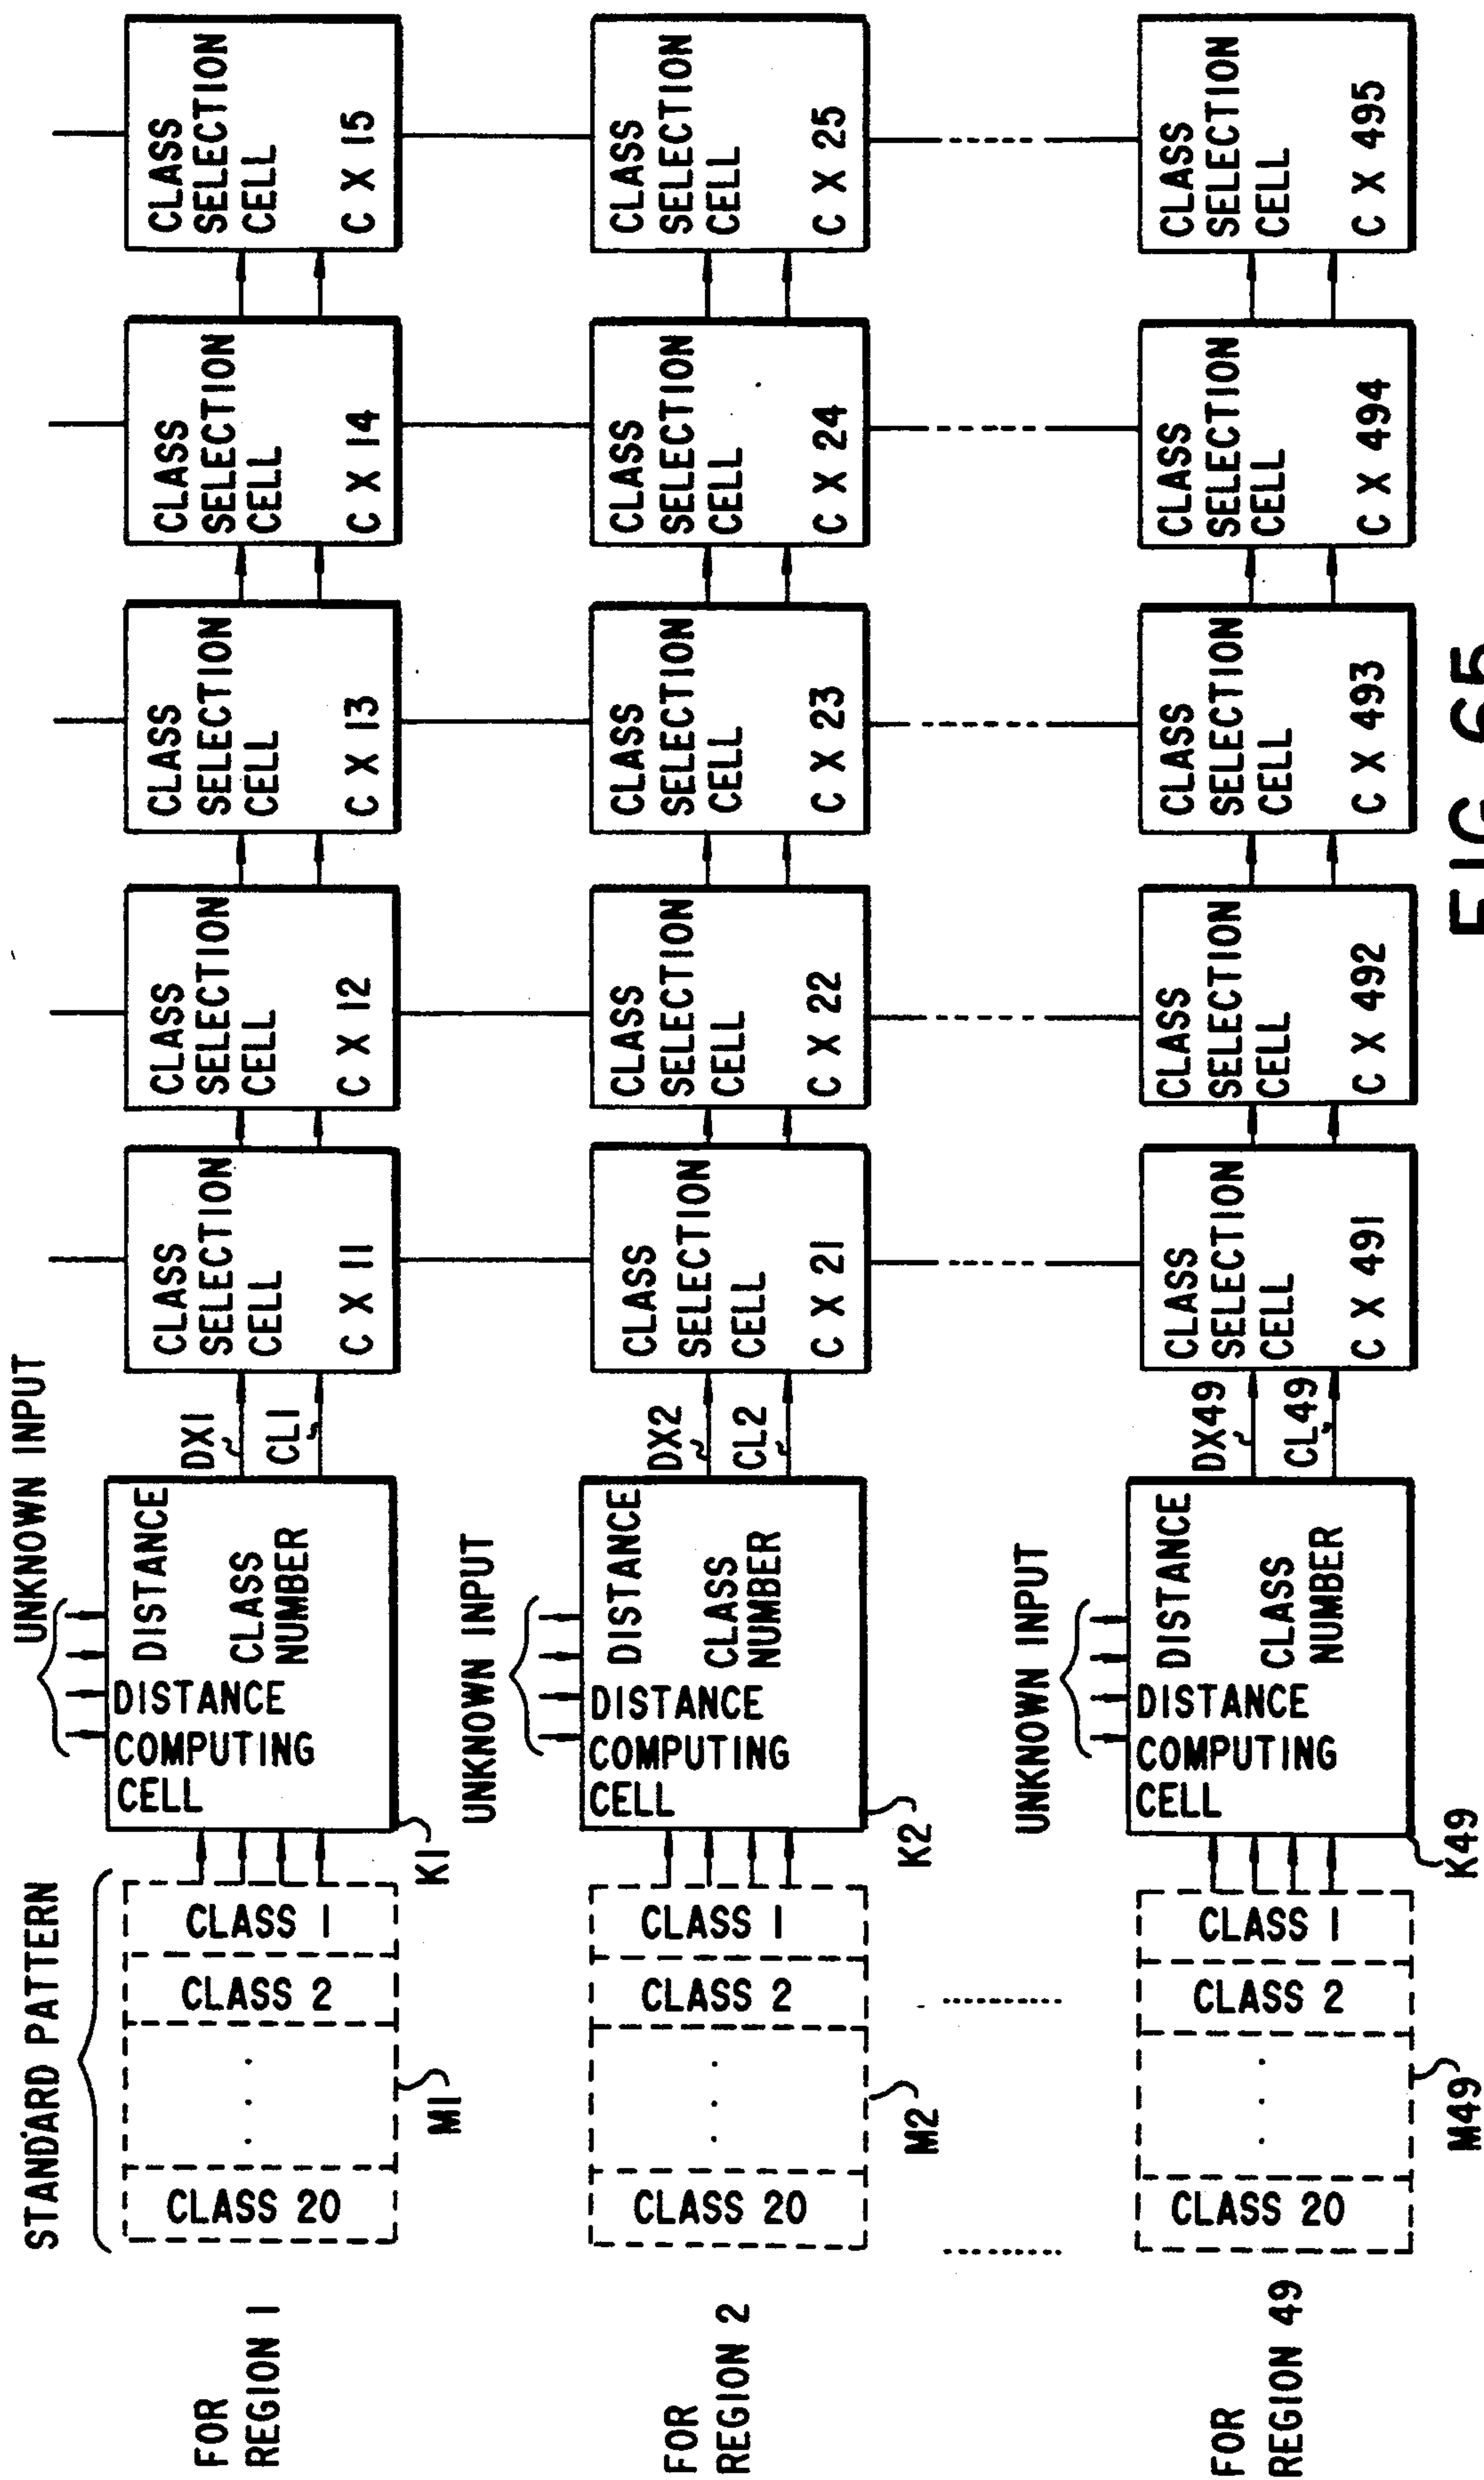 UNKNOWN INPUT
STANDARD PATTERN
FOR
REGION 1
CLASS 20
CLASS 2
CLASS 1
M1
DISTANCE
COMPUTING
CELL
DISTANCE
CLASS
NUMBER
K1
DX1
CL1
CLASS
SELECTION
CELL
C X 11
CLASS
SELECTION
CELL
C X 12
CLASS
SELECTION
CELL
C X 13
CLASS
SELECTION
CELL
C X 14
CLASS
SELECTION
CELL
C X 15
UNKNOWN INPUT
FOR
REGION 2
CLASS 20
CLASS 2
CLASS 1
M2
DISTANCE
COMPUTING
CELL
DISTANCE
CLASS
NUMBER
K2
DX2
CL2
CLASS
SELECTION
CELL
C X 21
CLASS
SELECTION
CELL
C X 22
CLASS
SELECTION
CELL
C X 23
CLASS
SELECTION
CELL
C X 24
CLASS
SELECTION
CELL
C X 25
UNKNOWN INPUT
FOR
REGION 49
CLASS 20
CLASS 2
CLASS 1
M49
DISTANCE
COMPUTING
CELL
DISTANCE
CLASS
NUMBER
K49
DX49
CL49
CLASS
SELECTION
CELL
C X 491
CLASS
SELECTION
CELL
C X 492
CLASS
SELECTION
CELL
C X 493
CLASS
SELECTION
CELL
C X 494
CLASS
SELECTION
CELL
C X 495
FIG. 65